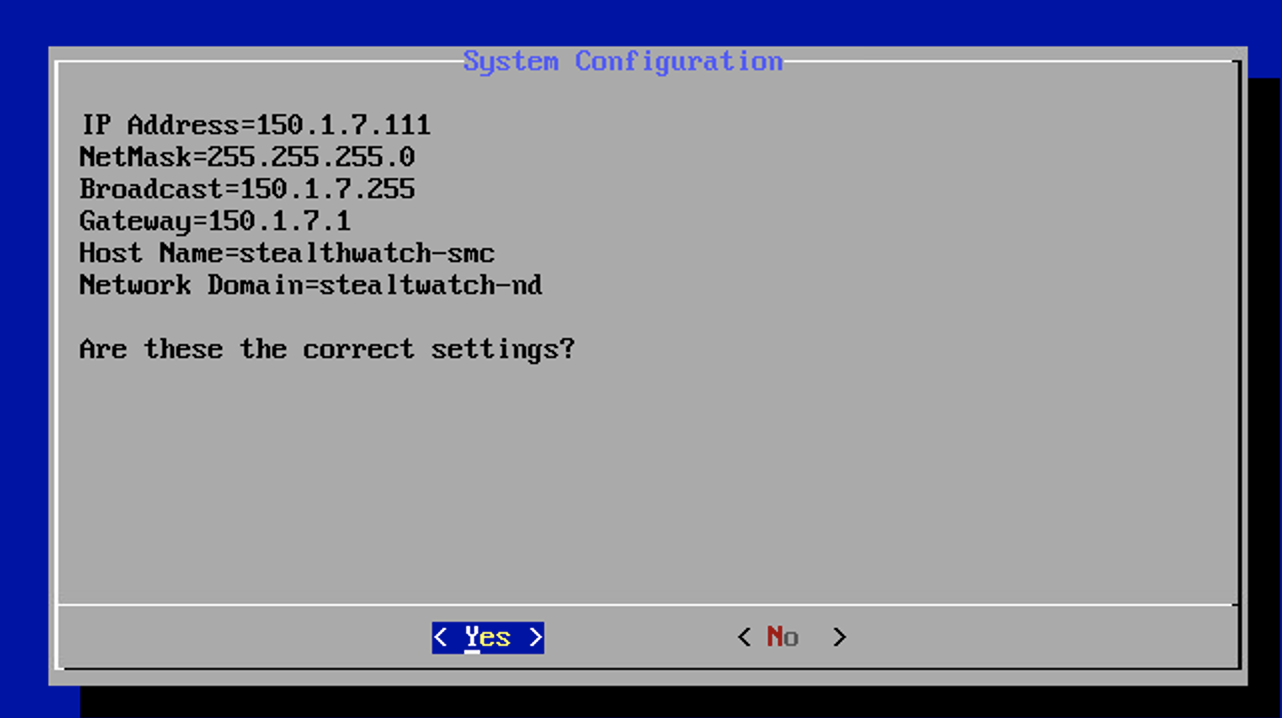 System Configuration
IP Address=150.1.7.111
NetMask=255.255.255.0
Broadcast=150.1.7.255
Gateway=150.1.7.1
Host Name=stealthwatch-smc
Network Domain=stealtwatch-nd
Are these the correct settings?
< Yes > < No >